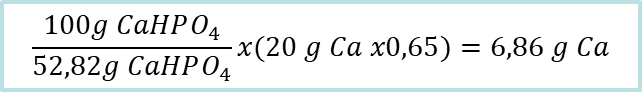 100g CaHPO₄
52,82g CaHPO₄ x(20 g Ca x0,65) = 6,86 g Ca